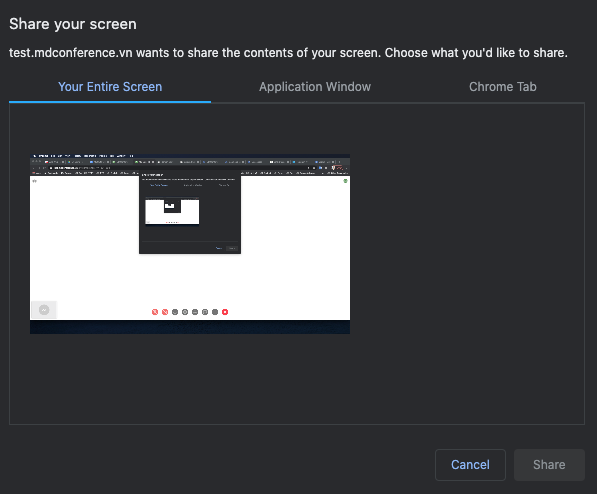 Share your screen
test.mdconference.vn wants to share the contents of your screen. Choose what you'd like to share.
Your Entire Screen
Application Window
Chrome Tab
Cancel
Share